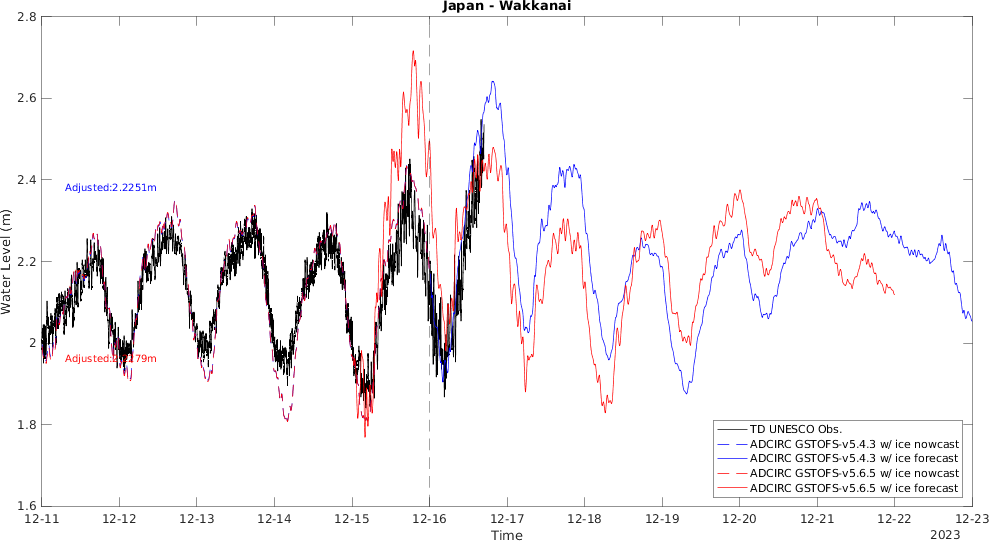 Japan - Wakkanai
Water Level (m)
2.8
2.6
2.4
2.2
2
1.8
1.6
Adjusted:2.2251m
Adjusted:2.2279m
TD UNESCO Obs.
ADCIRC GSTOFS-v5.4.3 w/ ice nowcast
ADCIRC GSTOFS-v5.4.3 w/ ice forecast
ADCIRC GSTOFS-v5.6.5 w/ ice nowcast
ADCIRC GSTOFS-v5.6.5 w/ ice forecast
12-11 12-12 12-13 12-14 12-15 12-16 12-17 12-18 12-19 12-20 12-21 12-22 12-23
Time
2023